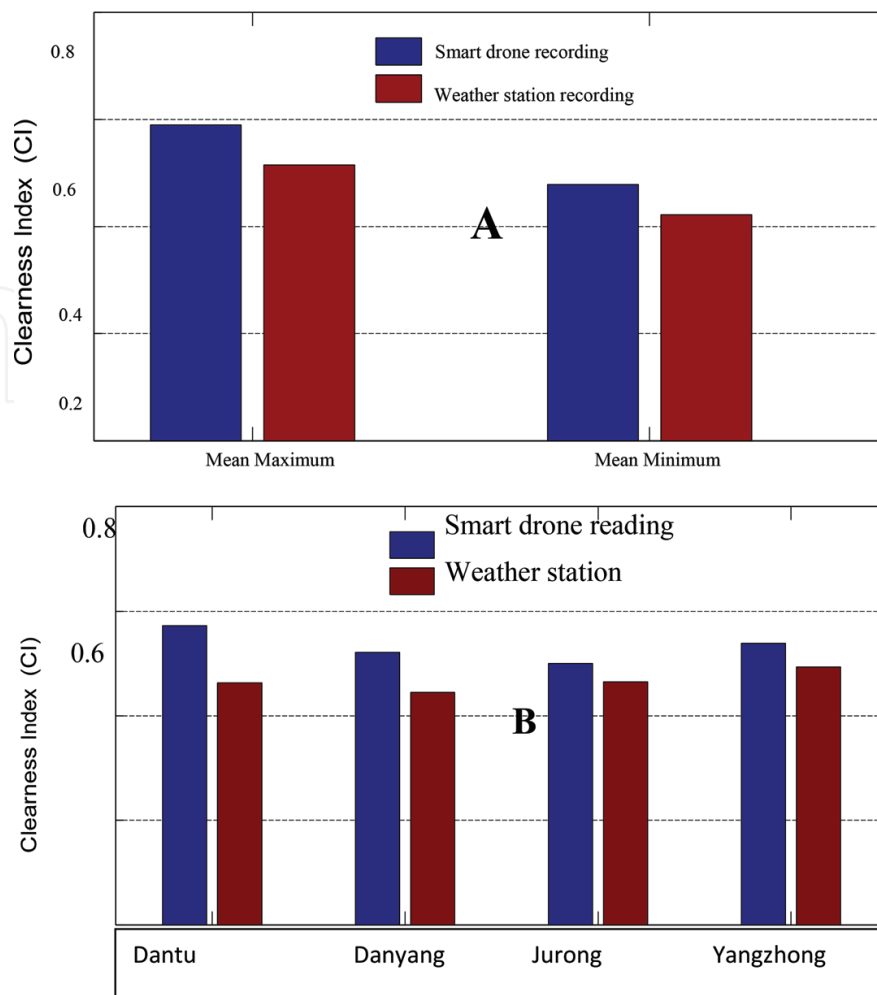 0.8
Smart drone recording
Weather station recording
Clearness Index (CI)
0.6
A
0.4
0.2
Mean Maximum
Mean Minimum
0.8
Smart drone reading
Weather station
Clearness Index (CI)
0.6
B
Dantu
Danyang
Jurong
Yangzhong